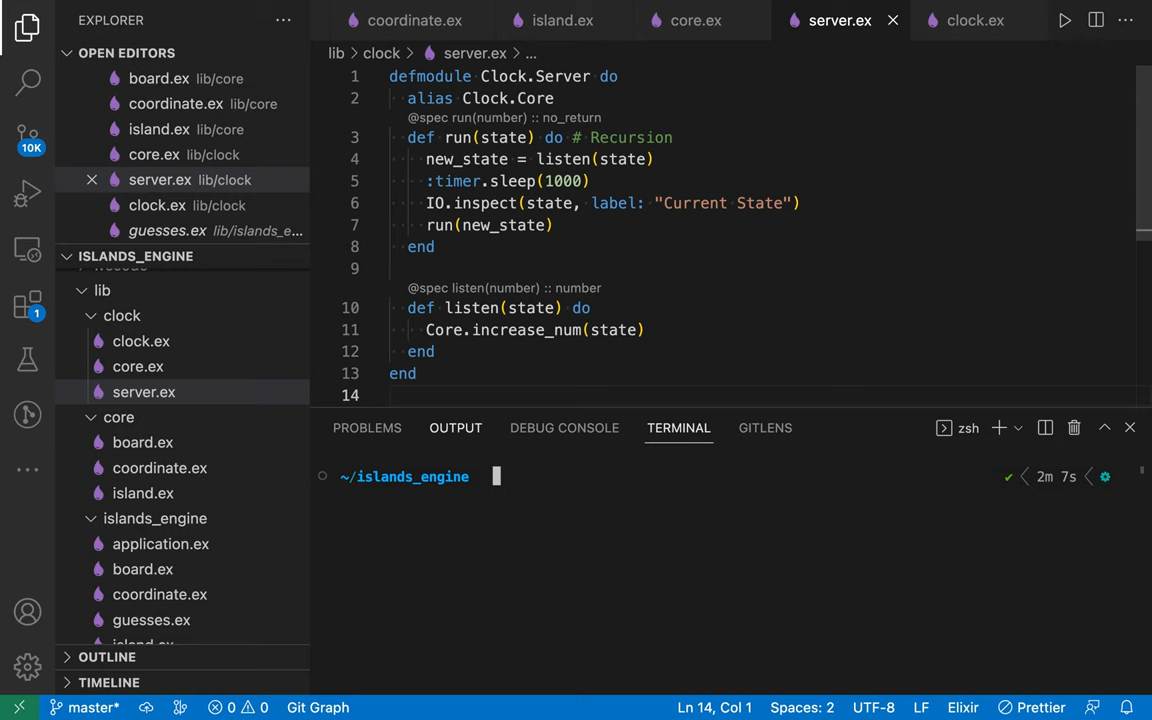 EXPLORER
OPEN EDITORS
board.ex lib/core
coordinate.ex lib/core
island.ex lib/core
core.ex lib/clock
server.ex lib/clock
clock.ex lib/clock
guesses.ex lib/islands_e...
ISLANDS_ENGINE
lib
clock
clock.ex
core.ex
server.ex
core
board.ex
coordinate.ex
island.ex
islands_engine
application.ex
board.ex
coordinate.ex
guesses.ex
island.ex
OUTLINE
TIMELINE
10K
1
coordinate.ex island.ex core.ex server.ex clock.ex
lib > clock > server.ex > ...
1 defmodule Clock.Server do
2 alias Clock.Core
@spec run(number) :: no_return
3 def run(state) do # Recursion
4 new_state = listen(state)
5 :timer.sleep(1000)
6 IO.inspect(state, label: "Current State")
7 run(new_state)
8 end
9
@spec listen(number) :: number
10 def listen(state) do
11 Core.increase_num(state)
12 end
13 end
14
PROBLEMS OUTPUT DEBUG CONSOLE TERMINAL GITLENS zsh
~/islands_engine 2m 7s
master* 0 0 Git Graph Ln 14, Col 1 Spaces: 2 UTF-8 LF Elixir Prettier